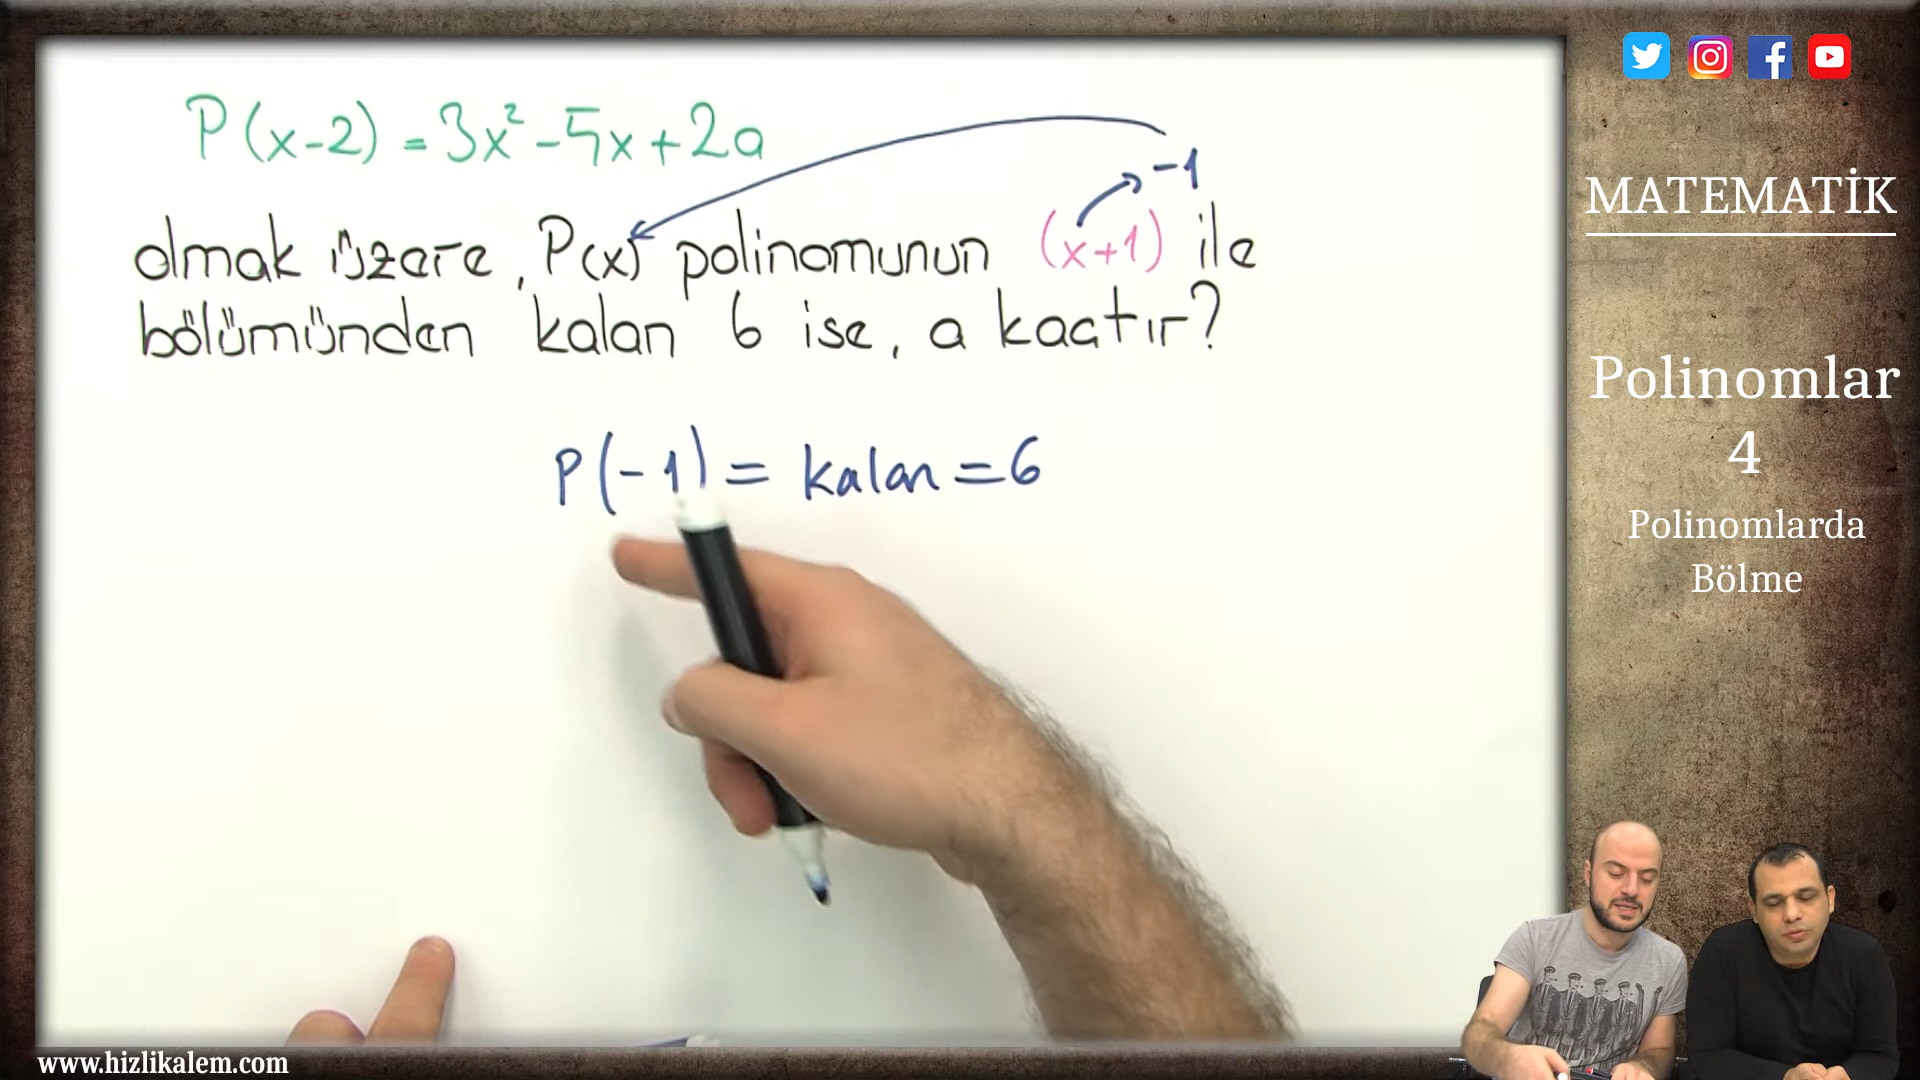 P(x-2) = 3x² - 5x + 2a
-1
olmak üzere, P(x) polinomunun (x+1) ile
bölümünden kalan 6 ise, a kaçtır?
P(-1) = kalan = 6
MATEMATİK
Polinomlar
4
Polinomlarda
Bölme
www.hizlikalem.com